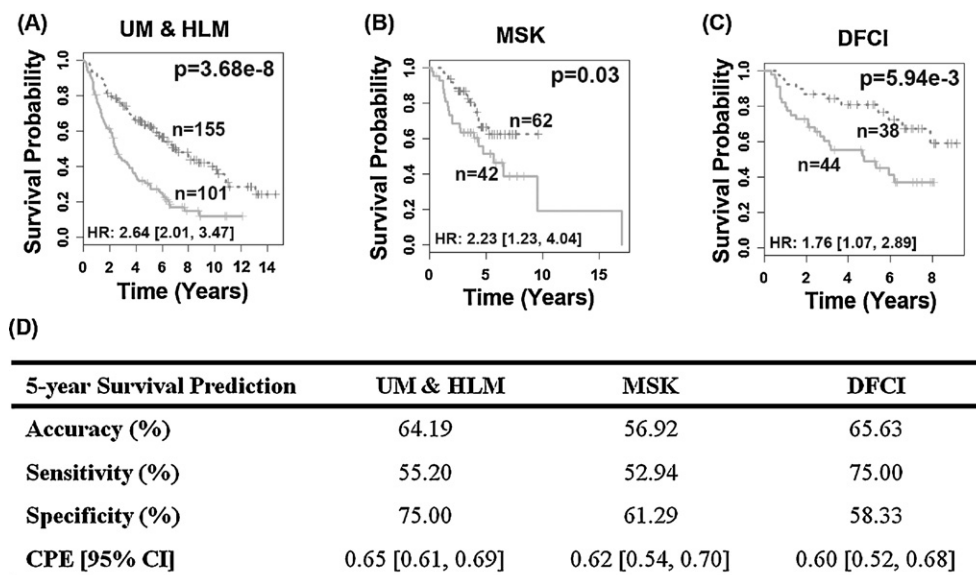 (A)
UM & HLM
Survival Probability
1.0
0.8
0.6
0.4
0.2
0.0
p=3.68e-8
n=155
n=101
HR: 2.64 [2.01, 3.47]
0 2 4 6 8 10 12 14
Time (Years)
(B)
MSK
Survival Probability
1.0
0.8
0.6
0.4
0.2
0.0
p=0.03
n=62
n=42
HR: 2.23 [1.23, 4.04]
0 5 10 15
Time (Years)
(C)
DFCI
Survival Probability
1.0
0.8
0.6
0.4
0.2
0.0
p=5.94e-3
n=38
n=44
HR: 1.76 [1.07, 2.89]
0 2 4 6 8
Time (Years)
(D)
5-year Survival Prediction UM & HLM MSK DFCI
Accuracy (%) 64.19 56.92 65.63
Sensitivity (%) 55.20 52.94 75.00
Specificity (%) 75.00 61.29 58.33
CPE [95% CI] 0.65 [0.61, 0.69] 0.62 [0.54, 0.70] 0.60 [0.52, 0.68]